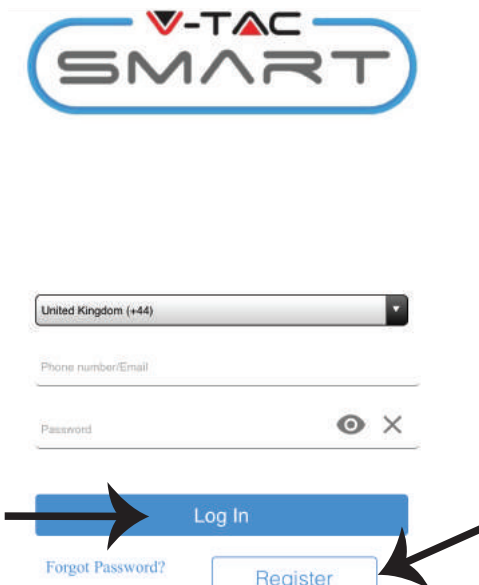 V-TAC
SMART
United Kingdom (+44)
Phone number/Email
Password
Log In
Forgot Password?
Register